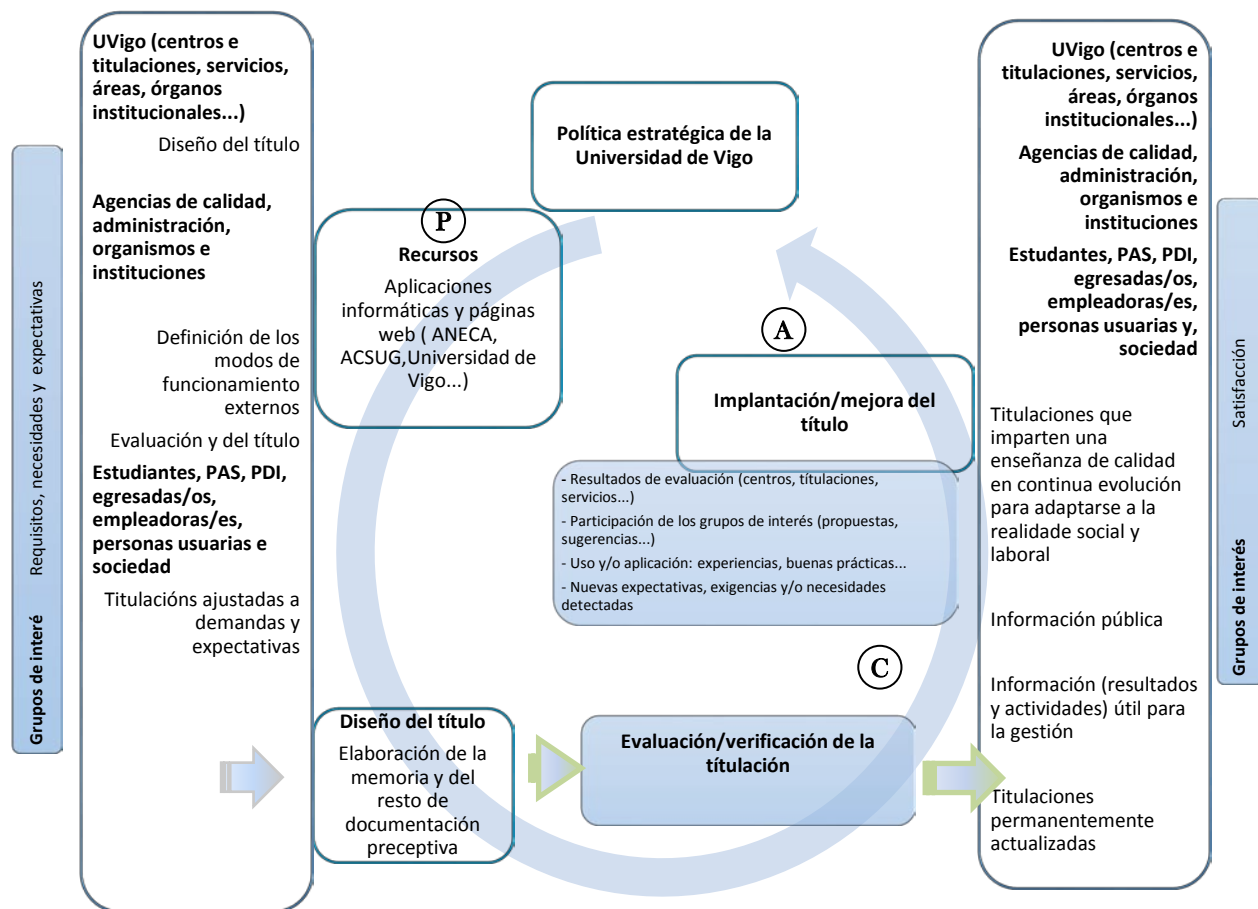 Grupos de interé Requisitos, necesidades y expectativas
UVigo (centros e
titulaciones, servicios,
áreas, órganos
institucionales...)
Diseño del título
Agencias de calidad,
administración,
organismos e
instituciones
Definición de los
modos de
funcionamiento
externos
Evaluación y del título
Estudiantes, PAS, PDI,
egresadas/os,
empleadoras/es,
personas usuarias e
sociedad
Titulacións ajustadas a
demandas y
expectativas
Política estratégica de la
Universidad de Vigo
P
Recursos
Aplicaciones
informáticas y páginas
web ( ANECA,
ACSUG,Universidad de
Vigo...)
A
Implantación/mejora del
título
- Resultados de evaluación (centros, títulaciones,
servicios...)
- Participación de los grupos de interés (propuestas,
sugerencias...)
- Uso y/o aplicación: experiencias, buenas prácticas...
- Nuevas expectativas, exigencias y/o necesidades
detectadas
C
Diseño del título
Elaboración de la
memoria y del
resto de
documentación
preceptiva
Evaluación/verificación de la
títulación
UVigo (centros e
titulaciones, servicios,
áreas, órganos
institucionales...)
Agencias de calidad,
administración,
organismos e
instituciones
Estudiantes, PAS, PDI,
egresadas/os,
empleadoras/es,
personas usuarias y,
sociedad
Titulaciones que
imparten una
enseñanza de calidad
en continua evolución
para adaptarse a la
realidade social y
laboral
Información pública
Información (resultados
y actividades) útil para
la gestión
Titulaciones
permanentemente
actualizadas
Grupos de interés Satisfacción